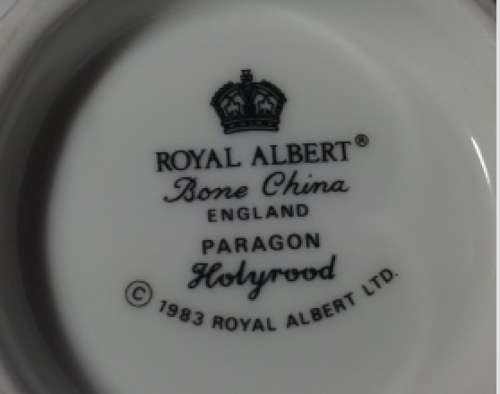 ROYAL ALBERT®
Bone China
ENGLAND
PARAGON
Holyrood
© 1983 ROYAL ALBERT LTD.